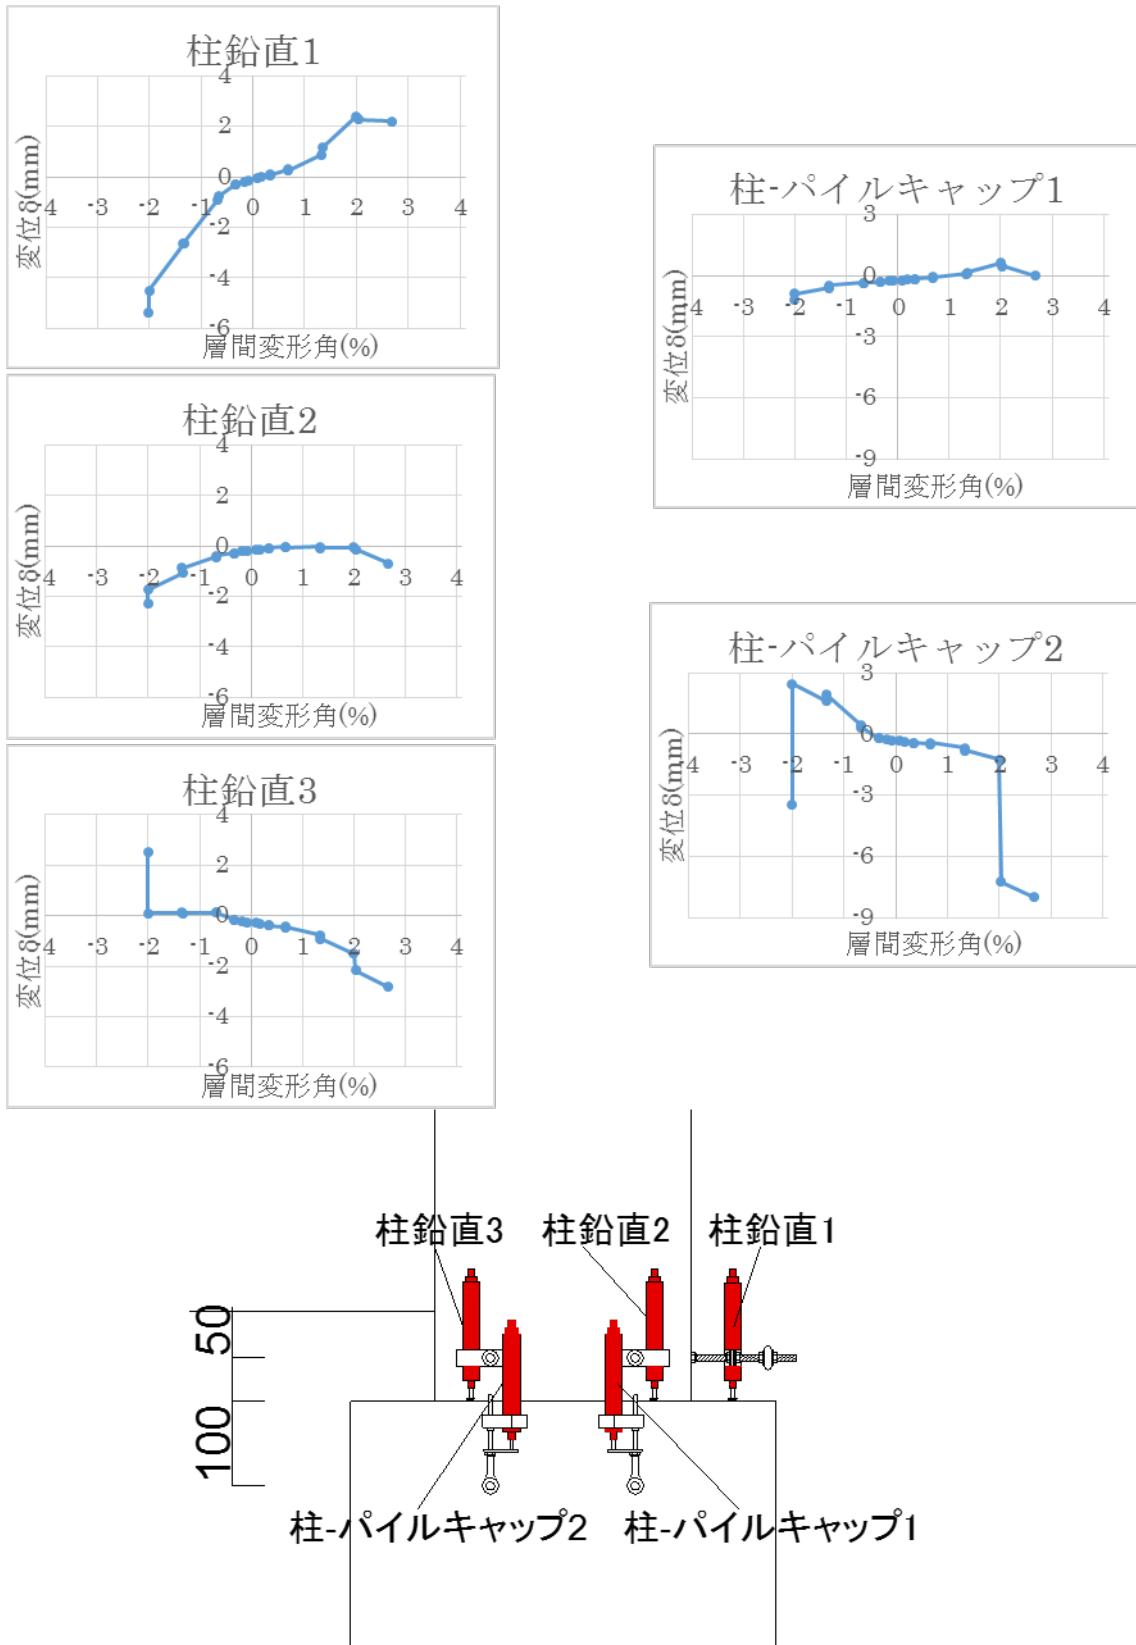 柱鉛直1
4
2
0
-2
-4
-6
4 -3 -2 -1 0 1 2 3 4
変位δ(mm)
層間変形角(%)
柱鉛直2
4
2
0
-2
-4
-6
4 -3 -2 -1 0 1 2 3 4
変位δ(mm)
層間変形角(%)
柱鉛直3
4
2
0
-2
-4
-6
4 -3 -2 -1 0 1 2 3 4
変位δ(mm)
層間変形角(%)
柱-パイルキャップ1
3
0
-3
-6
-9
4 -3 -2 -1 0 1 2 3 4
変位δ(mm)
層間変形角(%)
柱-パイルキャップ2
3
0
-3
-6
-9
4 -3 -2 -1 0 1 2 3 4
変位δ(mm)
層間変形角(%)
柱鉛直3 柱鉛直2 柱鉛直1
50
100
柱-パイルキャップ2 柱-パイルキャップ1